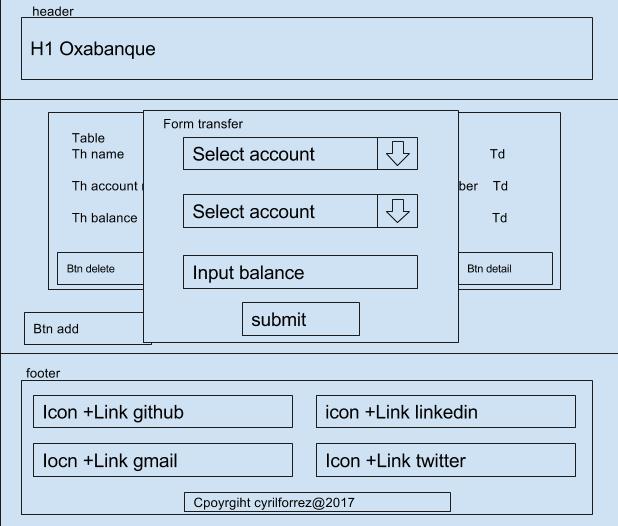 header
H1 Oxabanque
Form transfer
Table
Th name
Td
Select account
Th account
ber
Td
Select account
Th balance
Td
Btn delete
Input balance
Btn detail
submit
Btn add
footer
Icon +Link github
icon +Link linkedin
Iocn +Link gmail
Icon +Link twitter
Cpoyrgiht cyrilforrez@2017